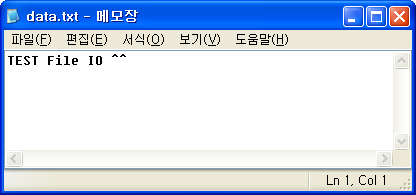 data.txt - 메모장
파일(F) 편집(E) 서식(O) 보기(V) 도움말(H)
TEST File IO ^^
Ln 1, Col 1